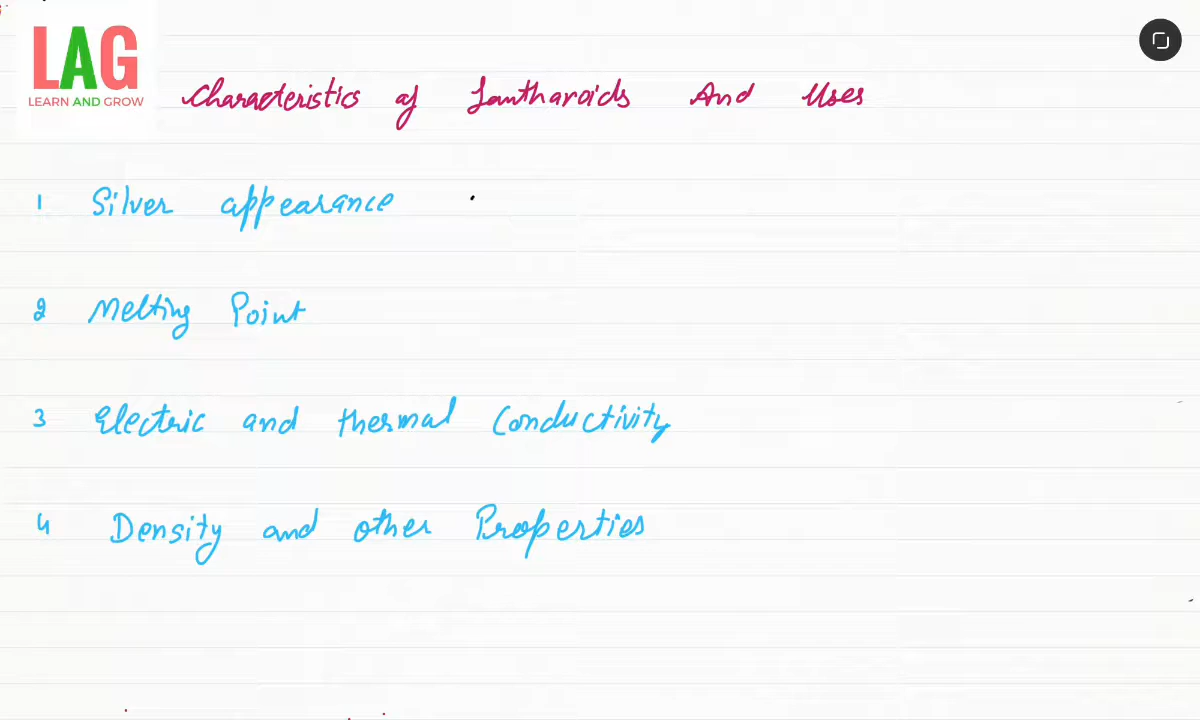 LAG
LEARN AND GROW
Characteristics of Lantharoids And Uses
1 Silver appearance
2 Melting Point
3 Electric and thermal Conductivity
4 Density and other Properties